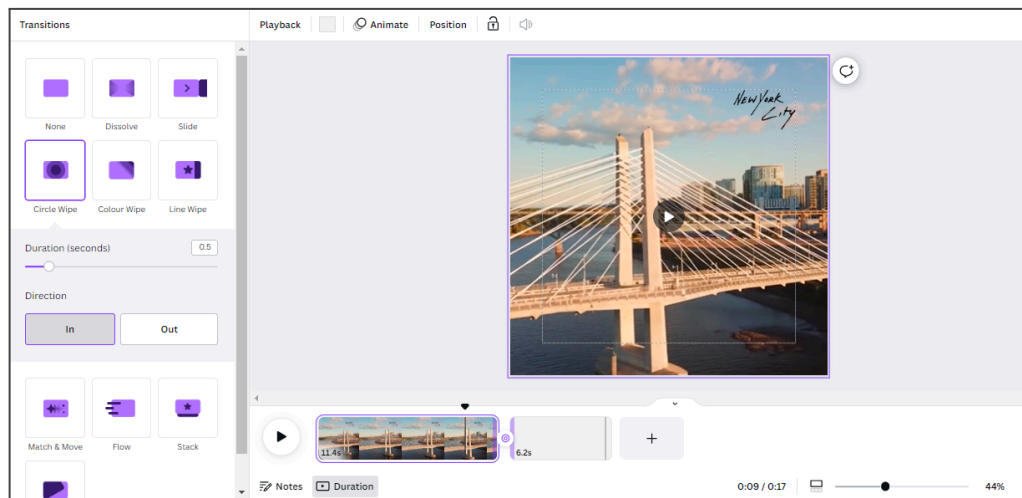 Transitions
Playback
Animate
Position
None
Dissolve
Slide
Circle Wipe
Colour Wipe
Line Wipe
Duration (seconds)
0.5
Direction
In
Out
Match & Move
Flow
Stack
New York
City
11.4s
6.2s
+
Notes
Duration
0:09 / 0:17
44%